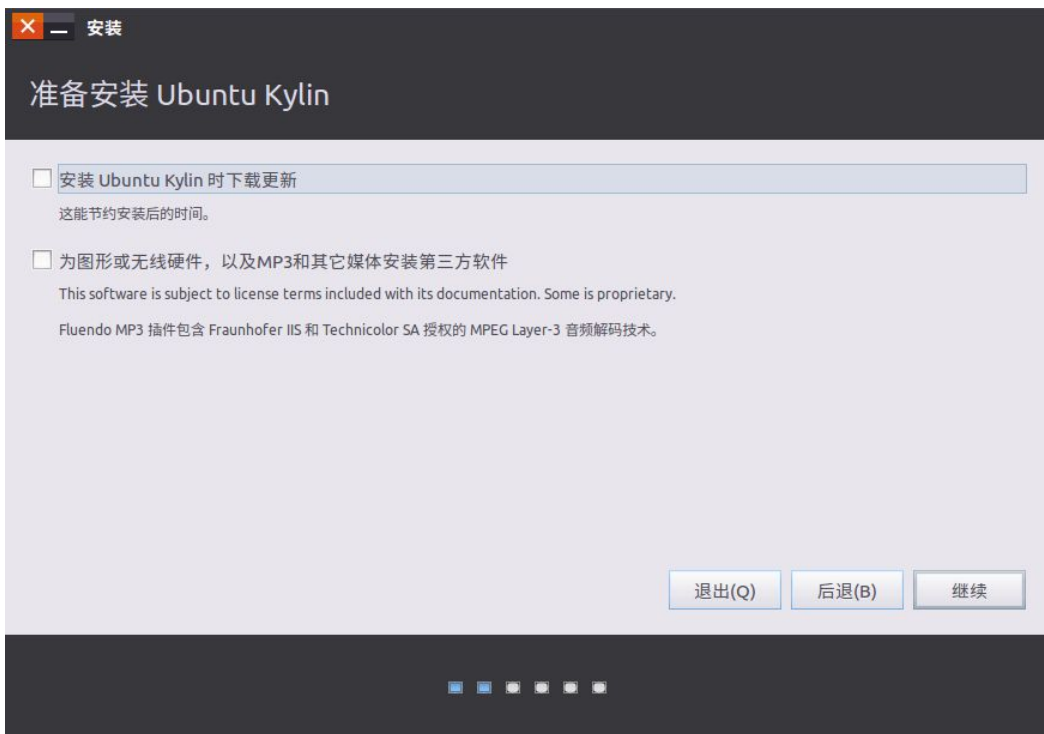 安装
准备安装 Ubuntu Kylin
安装 Ubuntu Kylin 时下载更新
这能节约安装后的时间。
为图形或无线硬件，以及MP3和其它媒体安装第三方软件
This software is subject to license terms included with its documentation. Some is proprietary.
Fluendo MP3 插件包含 Fraunhofer IIS 和 Technicolor SA 授权的 MPEG Layer-3 音频解码技术。
退出(Q) 后退(B) 继续